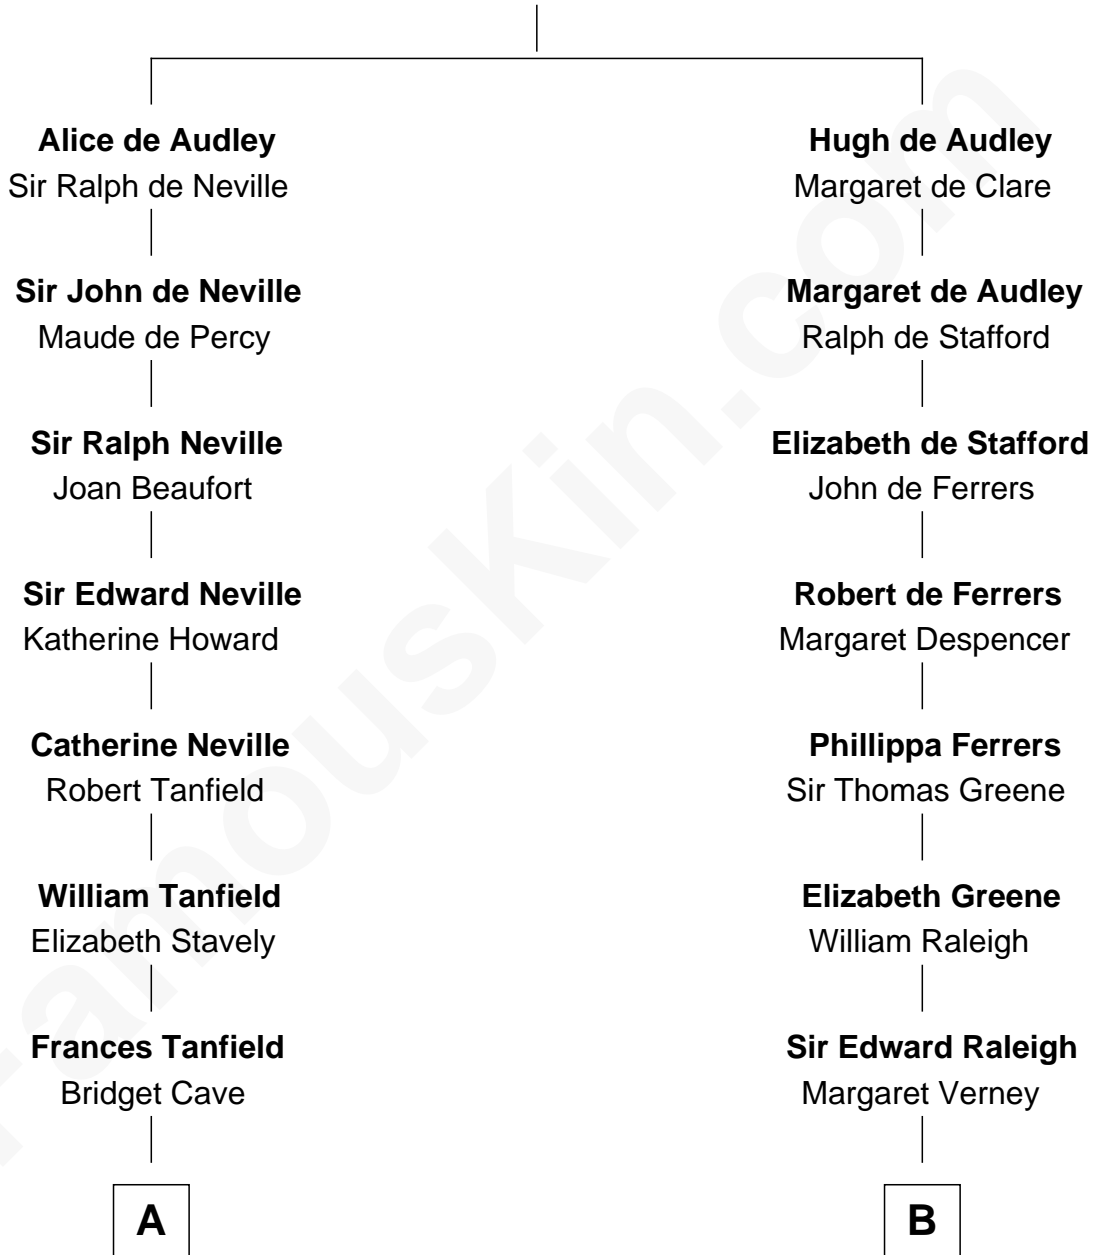 Alice de Audley
Sir Ralph de Neville
Sir John de Neville
Maude de Percy
Sir Ralph Neville
Joan Beaufort
Sir Edward Neville
Katherine Howard
Catherine Neville
Robert Tanfield
William Tanfield
Elizabeth Stavely
Frances Tanfield
Bridget Cave
A
Hugh de Audley
Margaret de Clare
Margaret de Audley
Ralph de Stafford
Elizabeth de Stafford
John de Ferrers
Robert de Ferrers
Margaret Despencer
Phillippa Ferrers
Sir Thomas Greene
Elizabeth Greene
William Raleigh
Sir Edward Raleigh
Margaret Verney
B
FamousKin.com